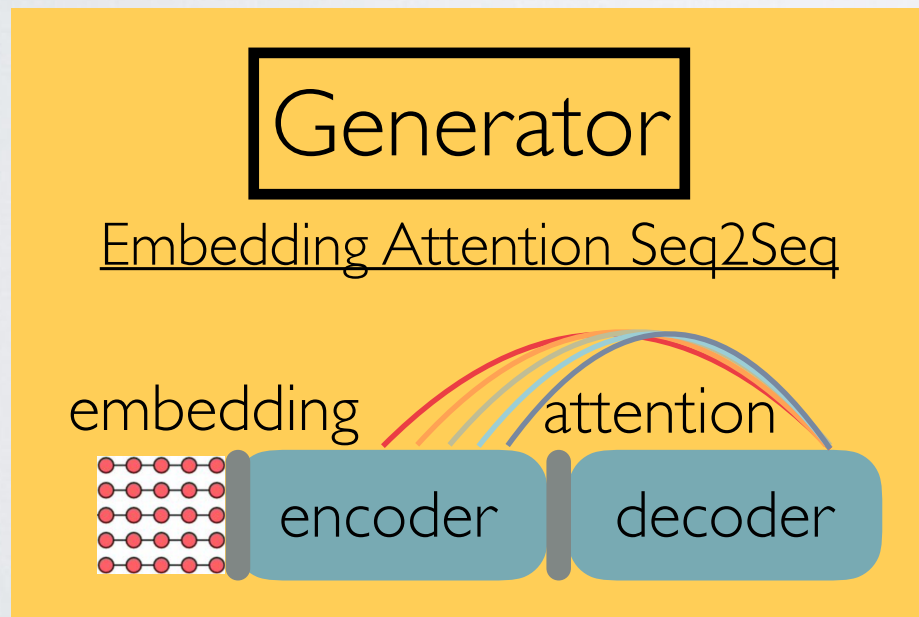 Generator
Embedding Attention Seq2Seq
embedding
attention
encoder
decoder